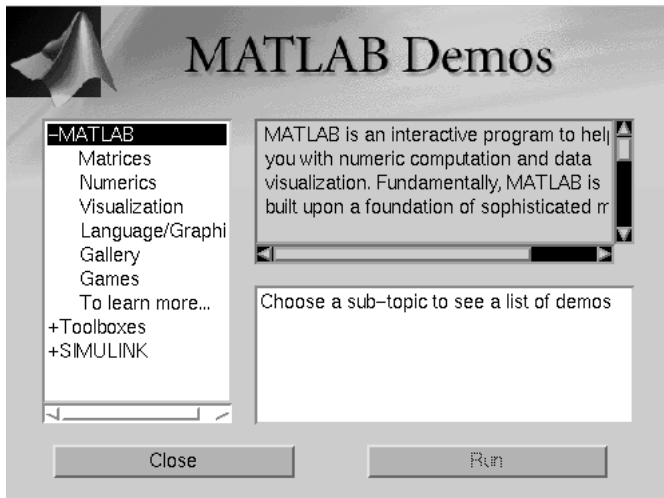 MATLAB Demos
-MATLAB
Matrices
Numerics
Visualization
Language/Graphi
Gallery
Games
To learn more...
+Toolboxes
+SIMULINK
MATLAB is an interactive program to help
you with numeric computation and data
visualization. Fundamentally, MATLAB is
built upon a foundation of sophisticated m
Choose a sub-topic to see a list of demos
Close
Run